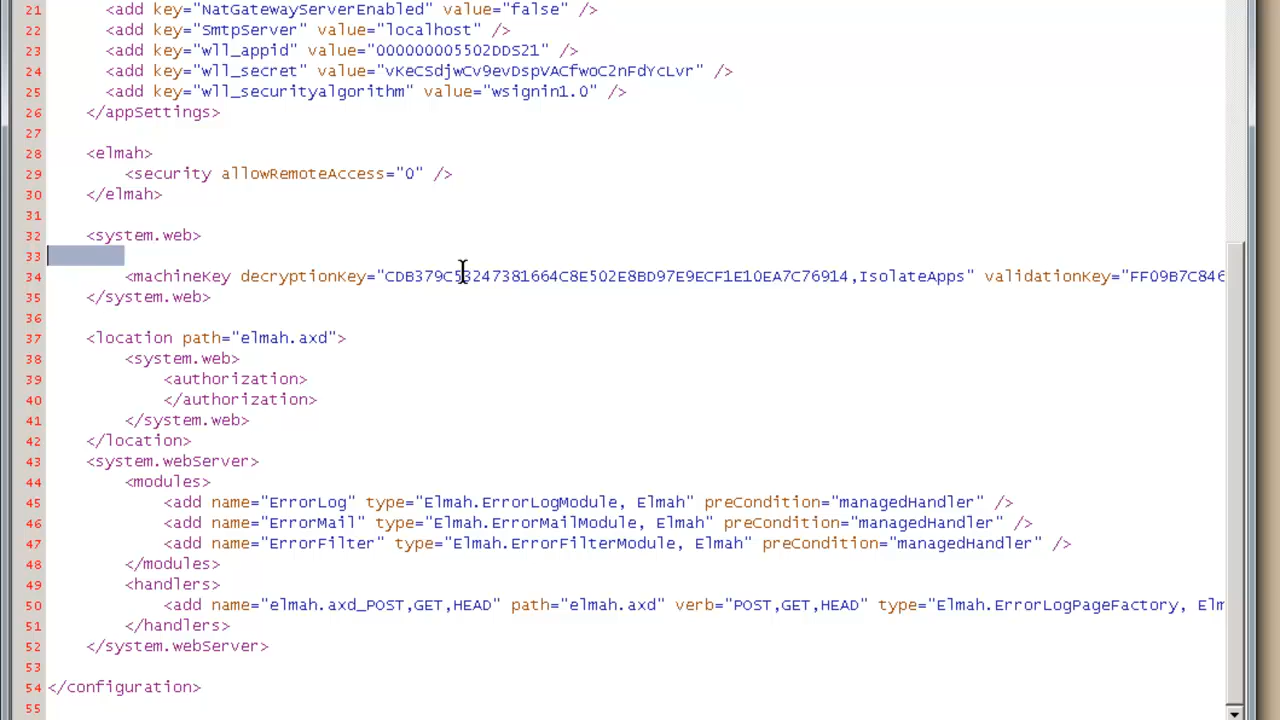 21 <add key="NatGatewayServerEnabled" value="false" />
22 <add key="SmtpServer" value="localhost" />
23 <add key="wll_appid" value="000000005502DDS21" />
24 <add key="wll_secret" value="vKeCSdjwCv9evDspVACfwoC2nFdYcLvr" />
25 <add key="wll_securityalgorithm" value="wsignin1.0" />
26 </appSettings>
27
28 <elmah>
29 <security allowRemoteAccess="0" />
30 </elmah>
31
32 <system.web>
33
34 <machineKey decryptionKey="CDB379C53247381664C8E502E8BD97E9ECF1E10EA7C76914,IsolateApps" validationKey="FF09B7C846
35 </system.web>
36
37 <location path="elmah.axd">
38 <system.web>
39 <authorization>
40 </authorization>
41 </system.web>
42 </location>
43 <system.webServer>
44 <modules>
45 <add name="ErrorLog" type="Elmah.ErrorLogModule, Elmah" preCondition="managedHandler" />
46 <add name="ErrorMail" type="Elmah.ErrorMailModule, Elmah" preCondition="managedHandler" />
47 <add name="ErrorFilter" type="Elmah.ErrorFilterModule, Elmah" preCondition="managedHandler" />
48 </modules>
49 <handlers>
50 <add name="elmah.axd_POST,GET,HEAD" path="elmah.axd" verb="POST,GET,HEAD" type="Elmah.ErrorLogPageFactory, Elm
51 </handlers>
52 </system.webServer>
53
54 </configuration>
55